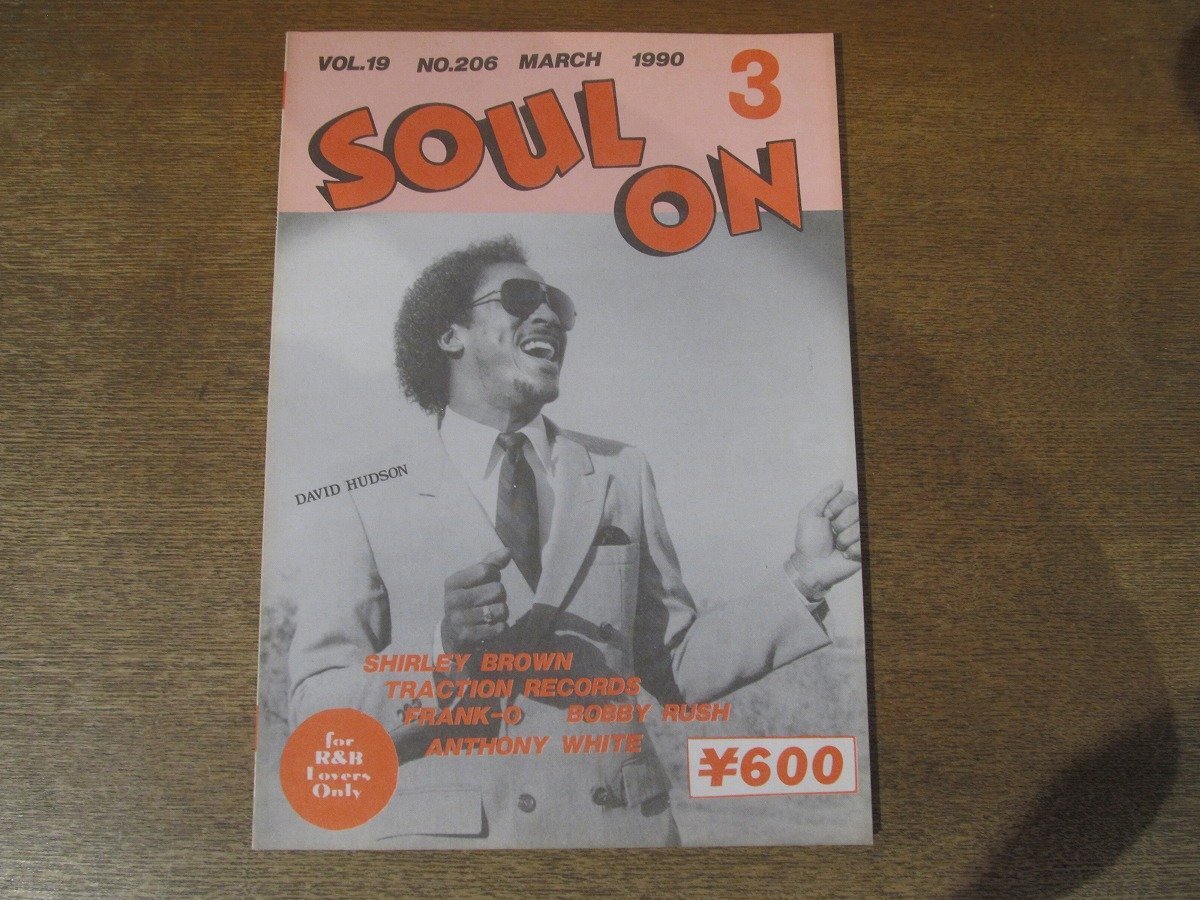 VOL.19 NO.206 MARCH 1990 3
SOUL
ON
DAVID HUDSON
SHIRLEY BROWN
TRACTION RECORDS
FRANK-O BOBBY RUSH
ANTHONY WHITE
for
R&B
Lovers
Only
¥600